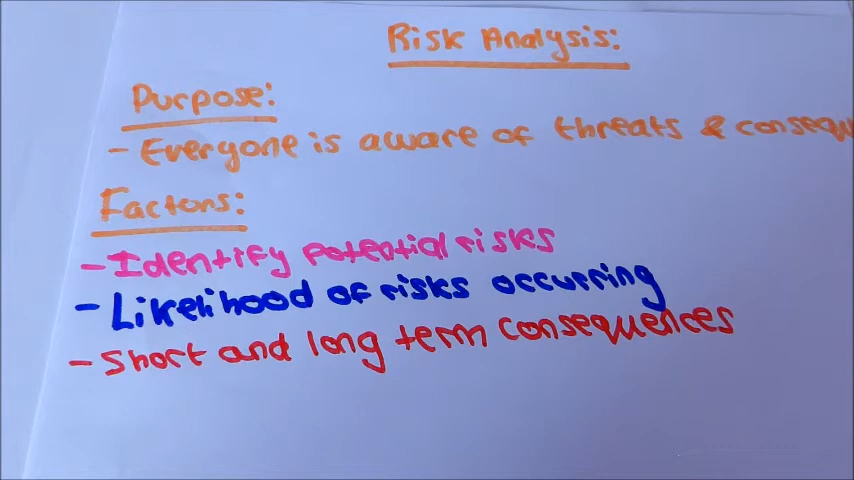 Risk Analysis:
Purpose:
- Everyone is aware of threats & consequ
Factors:
- Identify potential risks
- Likelihood of risks occurring
- Short and long term consequences